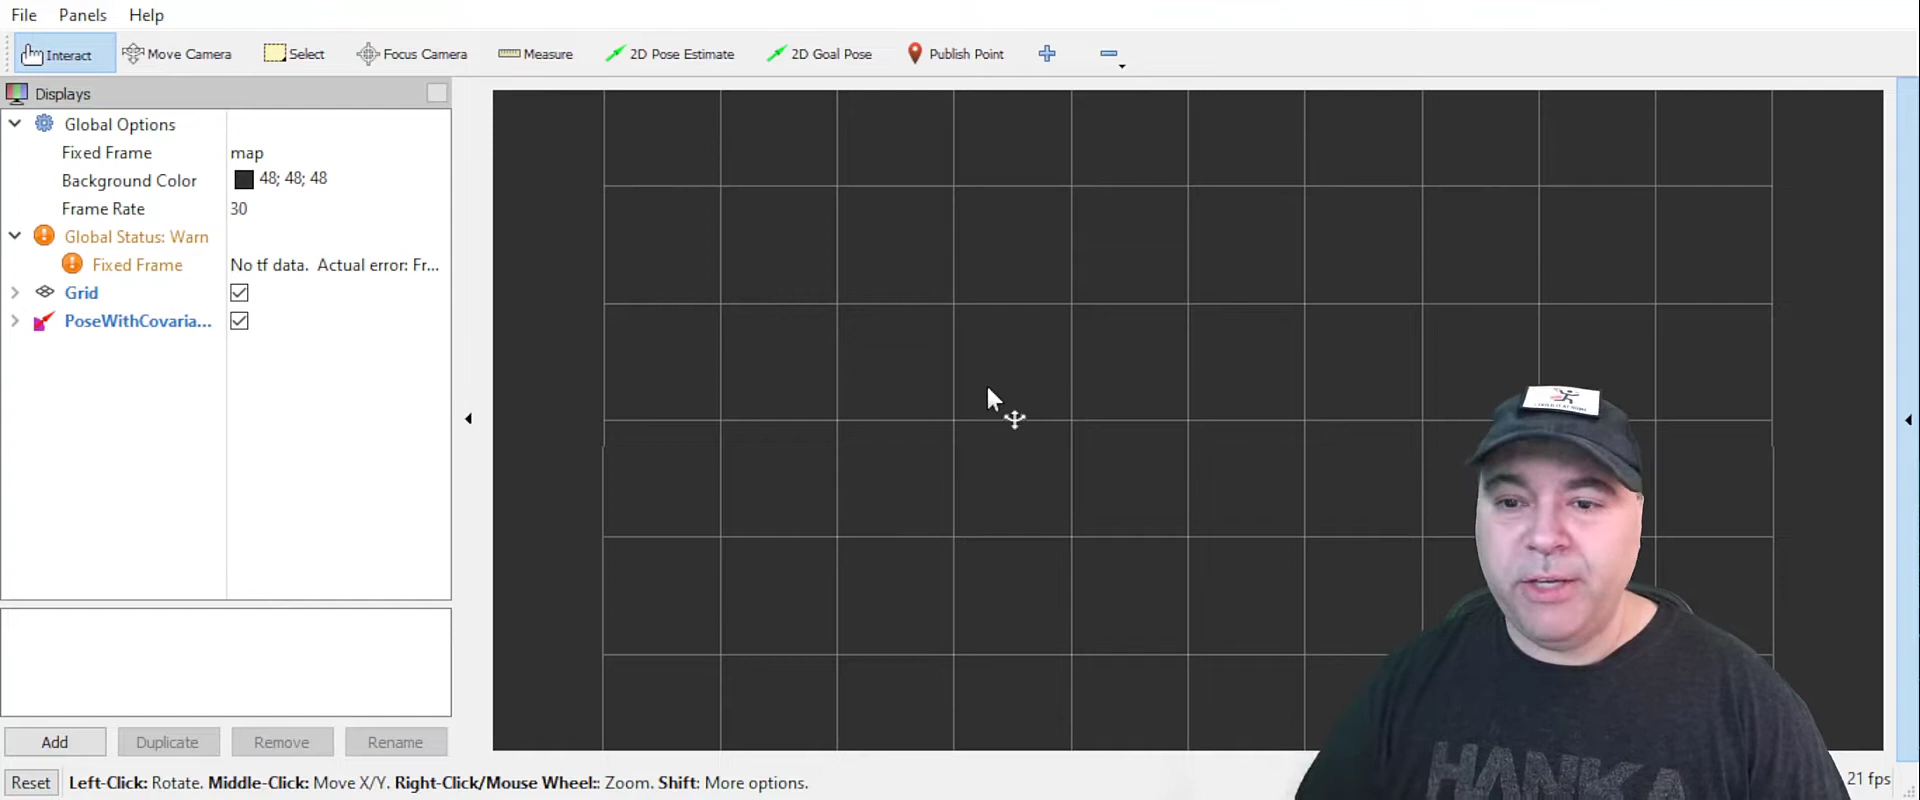 File Panels Help
Interact Move Camera Select Focus Camera Measure 2D Pose Estimate 2D Goal Pose Publish Point
Displays
Global Options
Fixed Frame map
Background Color 48; 48; 48
Frame Rate 30
Global Status: Warn
Fixed Frame No tf data. Actual error: Fr...
Grid
PoseWithCovaria...
Add Duplicate Remove Rename
Reset Left-Click: Rotate. Middle-Click: Move X/Y. Right-Click/Mouse Wheel:: Zoom. Shift: More options.
21 fps
HANKA